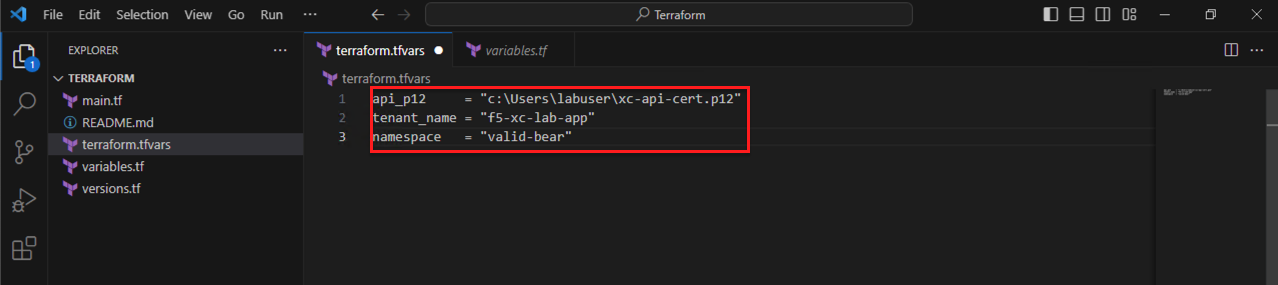 File Edit Selection View Go Run ··· Terraform
EXPLORER ···
TERRAFORM
main.tf
README.md
terraform.tfvars
variables.tf
versions.tf
1
terraform.tfvars variables.tf ···
terraform.tfvars
1 api_p12     = "c:\Users\labuser\xc-api-cert.p12"
2 tenant_name = "f5-xc-lab-app"
3 namespace   = "valid-bear"